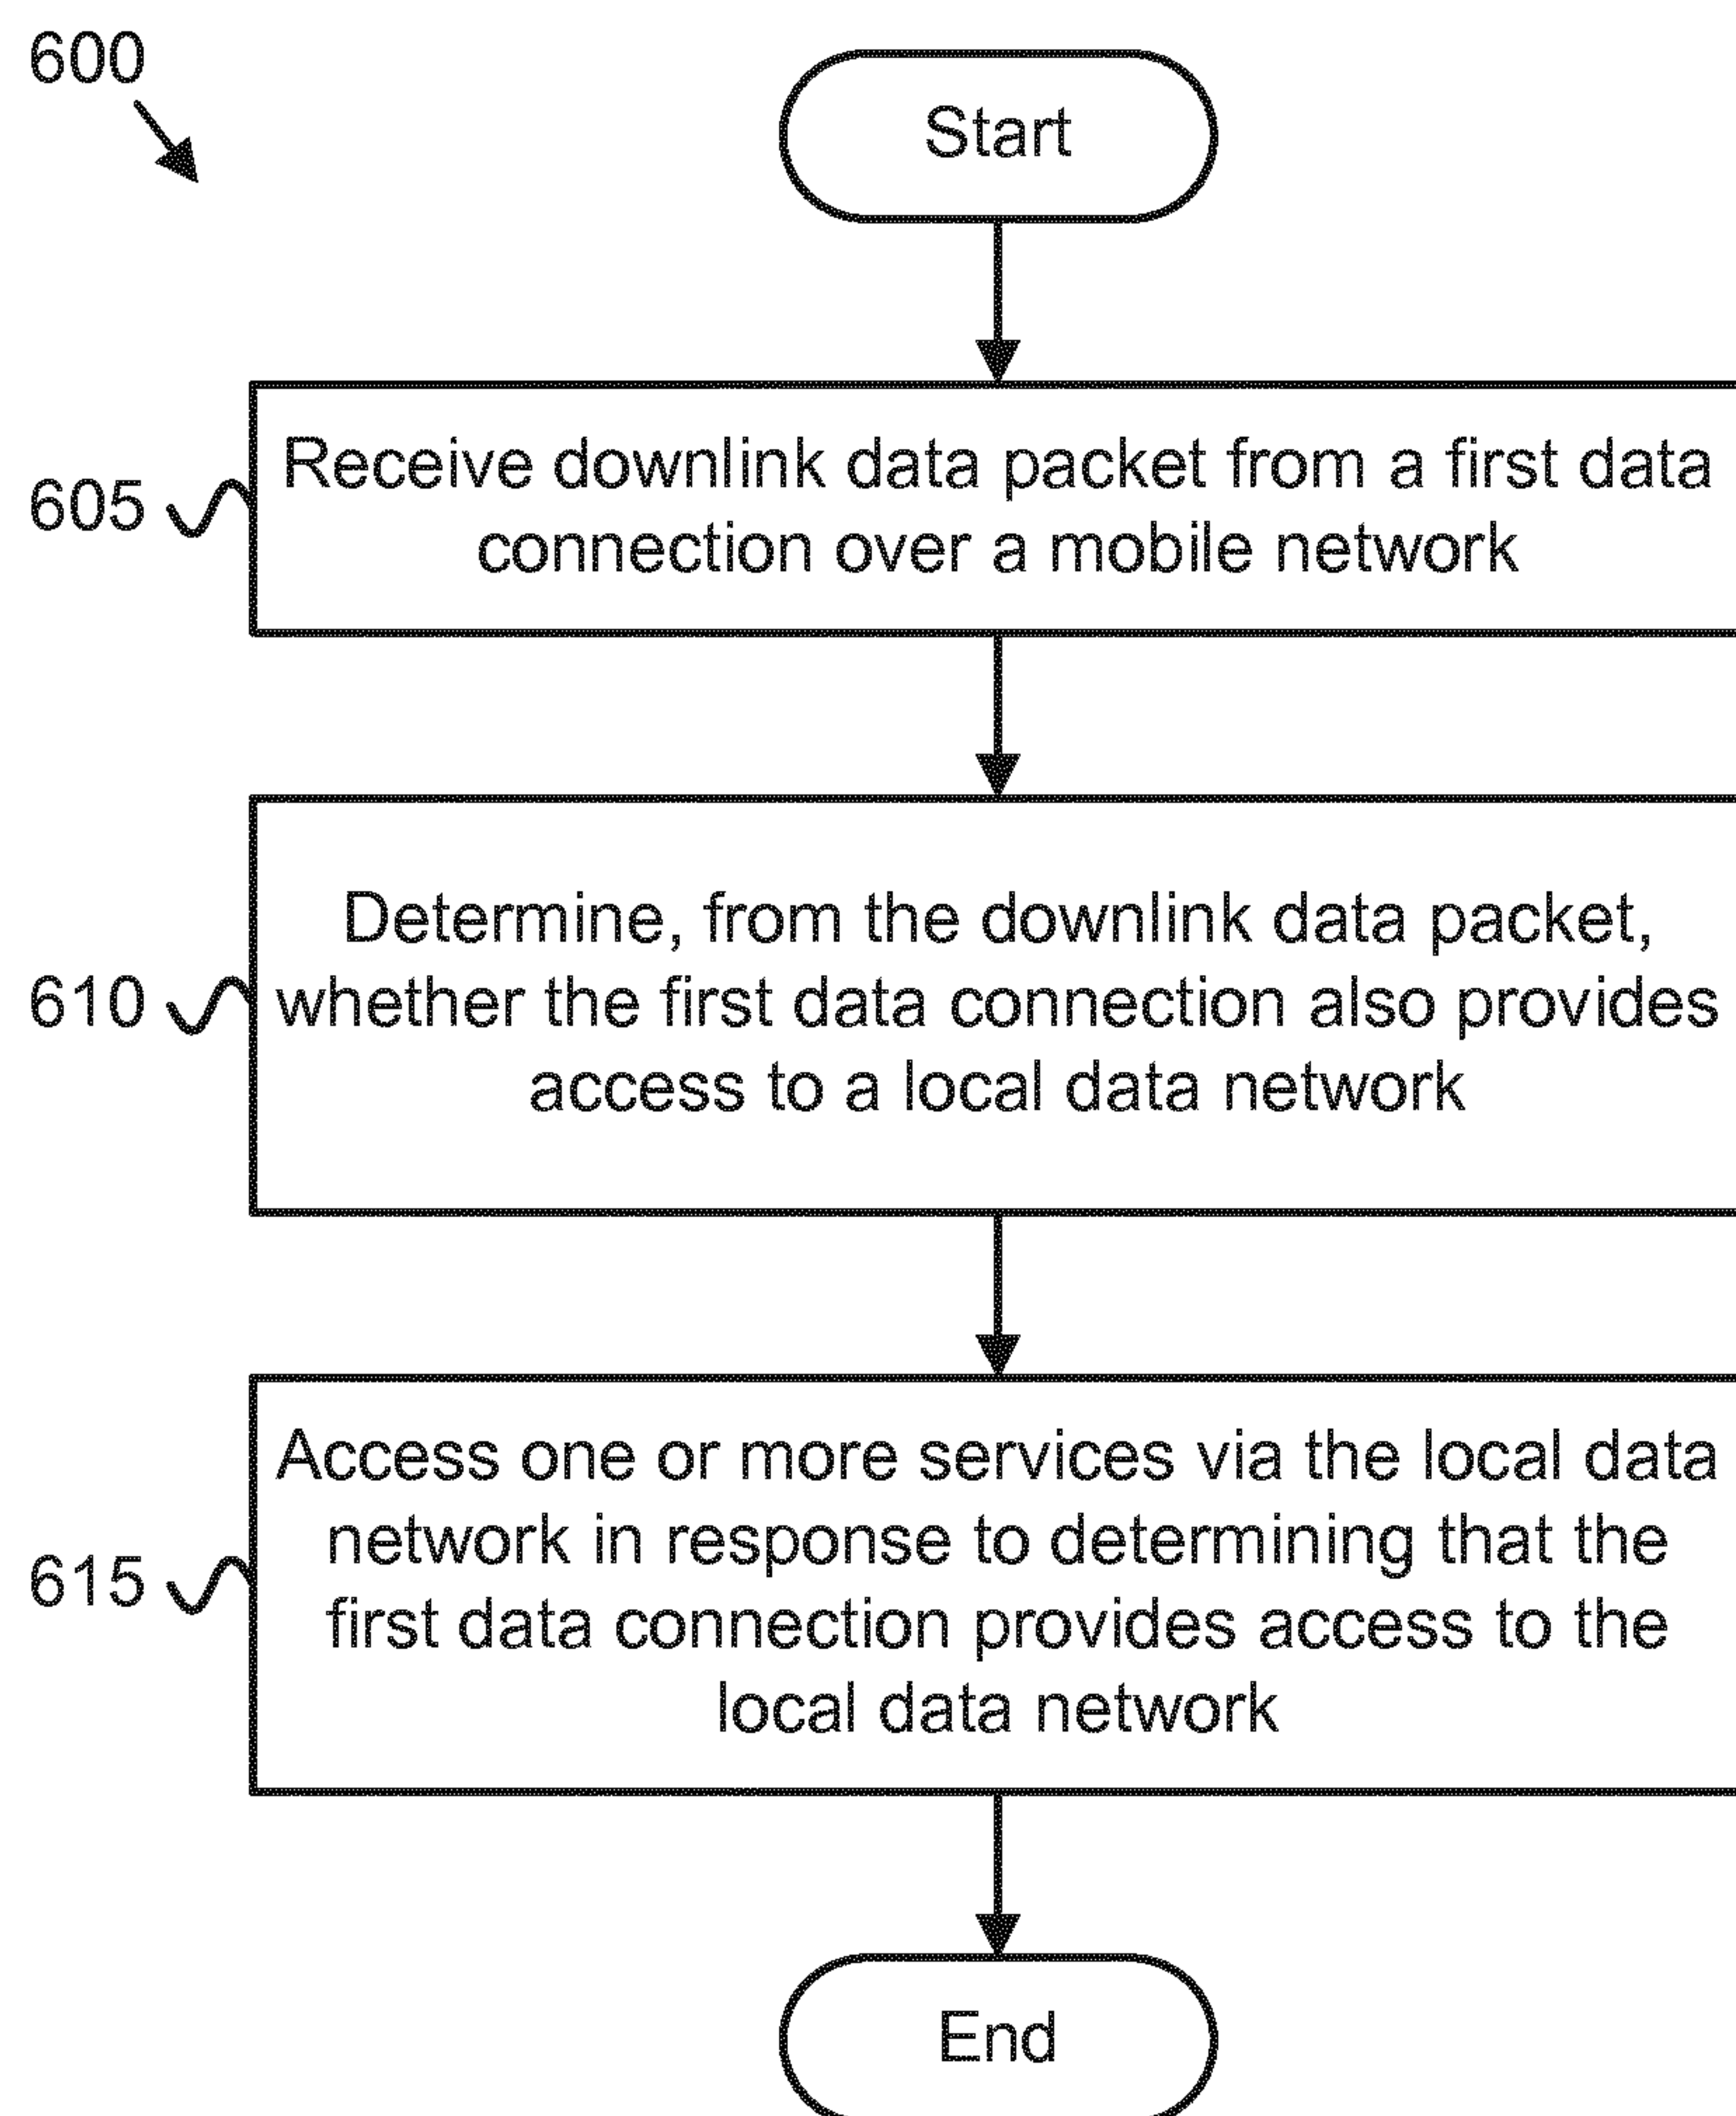 600
Start
605
Receive downlink data packet from a first data
connection over a mobile network
610
Determine, from the downlink data packet,
whether the first data connection also provides
access to a local data network
615
Access one or more services via the local data
network in response to determining that the
first data connection provides access to the
local data network
End